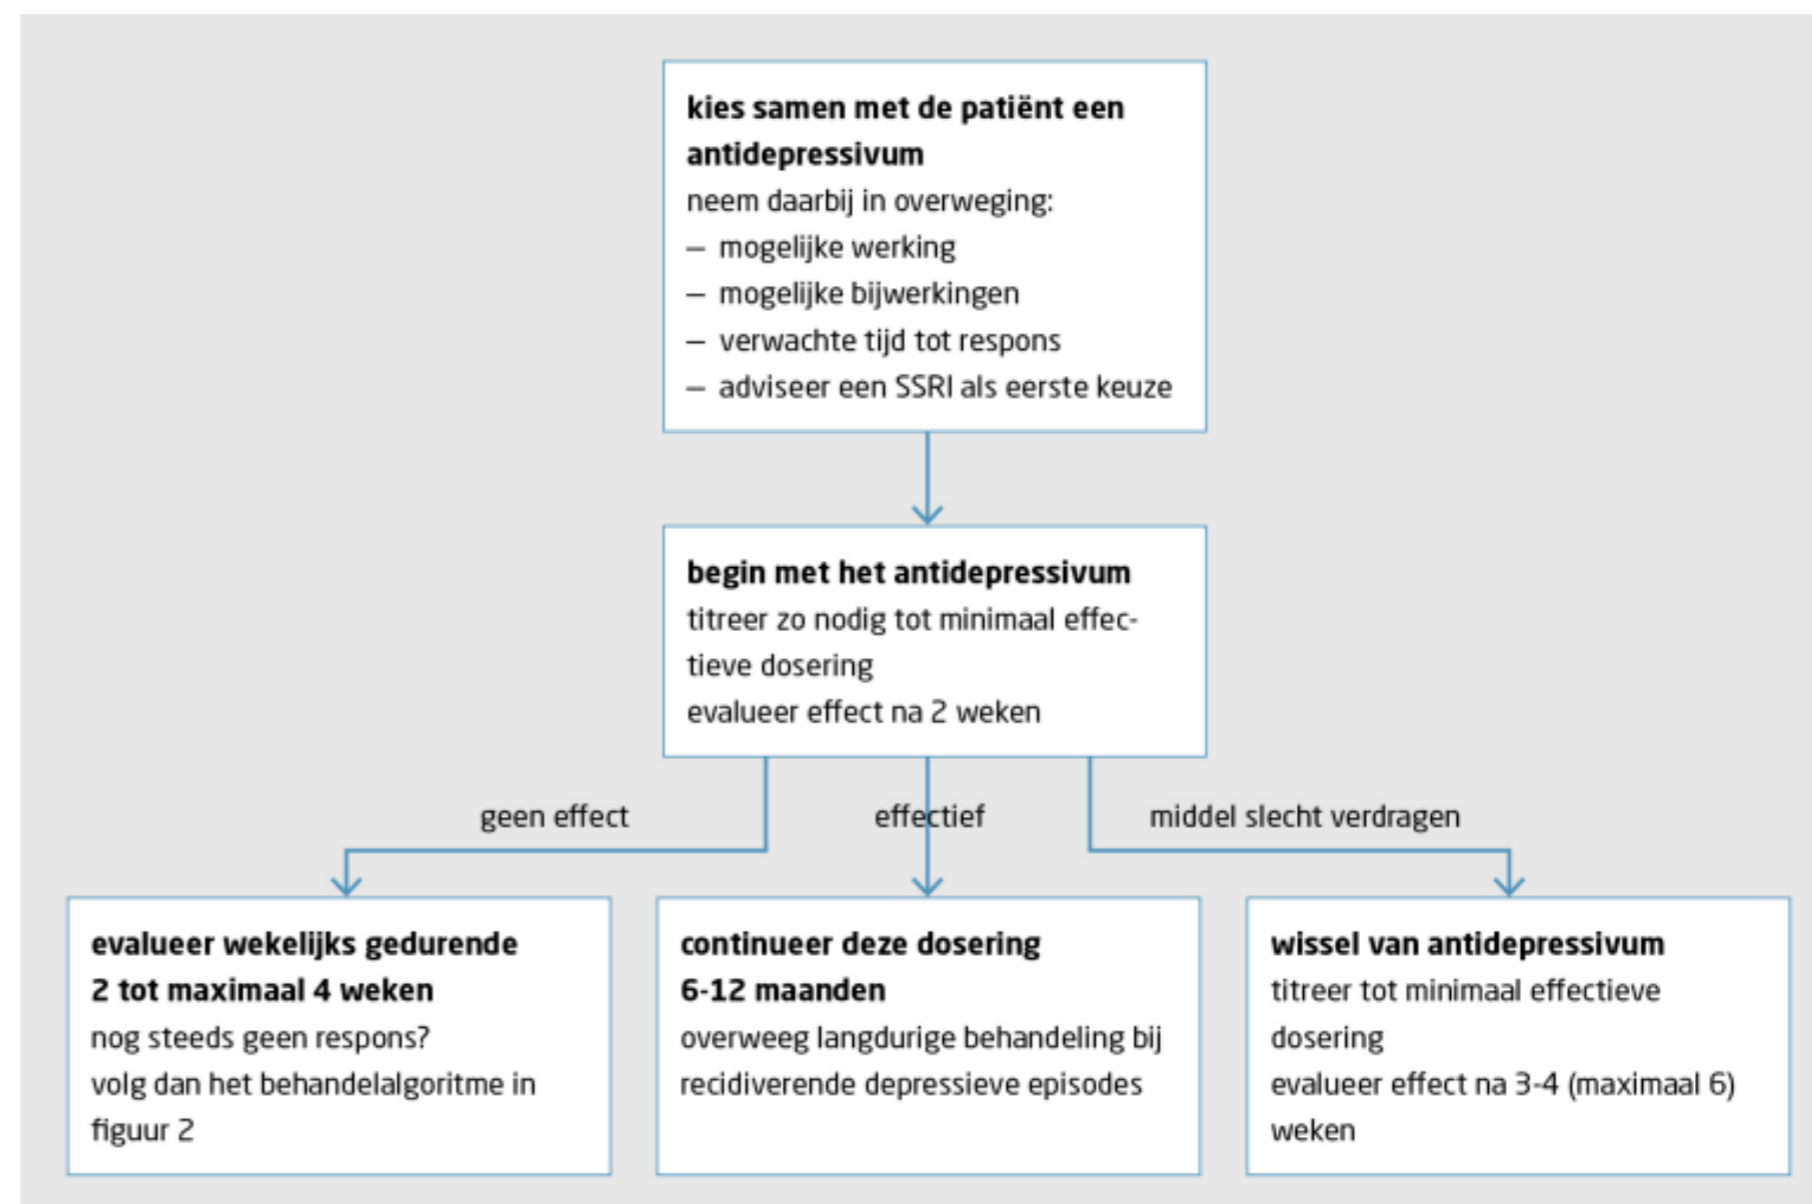 kies samen met de patiënt een
antidepressivum
neem daarbij in overweging:
– mogelijke werking
– mogelijke bijwerkingen
– verwachte tijd tot respons
– adviseer een SSRI als eerste keuze
begin met het antidepressivum
titreer zo nodig tot minimaal effec-
tieve dosering
evalueer effect na 2 weken
geen effect
effectief
middel slecht verdragen
evalueer wekelijks gedurende
2 tot maximaal 4 weken
nog steeds geen respons?
volg dan het behandelalgoritme in
figuur 2
continueer deze dosering
6-12 maanden
overweeg langdurige behandeling bij
recidiverende depressieve episodes
wissel van antidepressivum
titreer tot minimaal effectieve
dosering
evalueer effect na 3-4 (maximaal 6)
weken